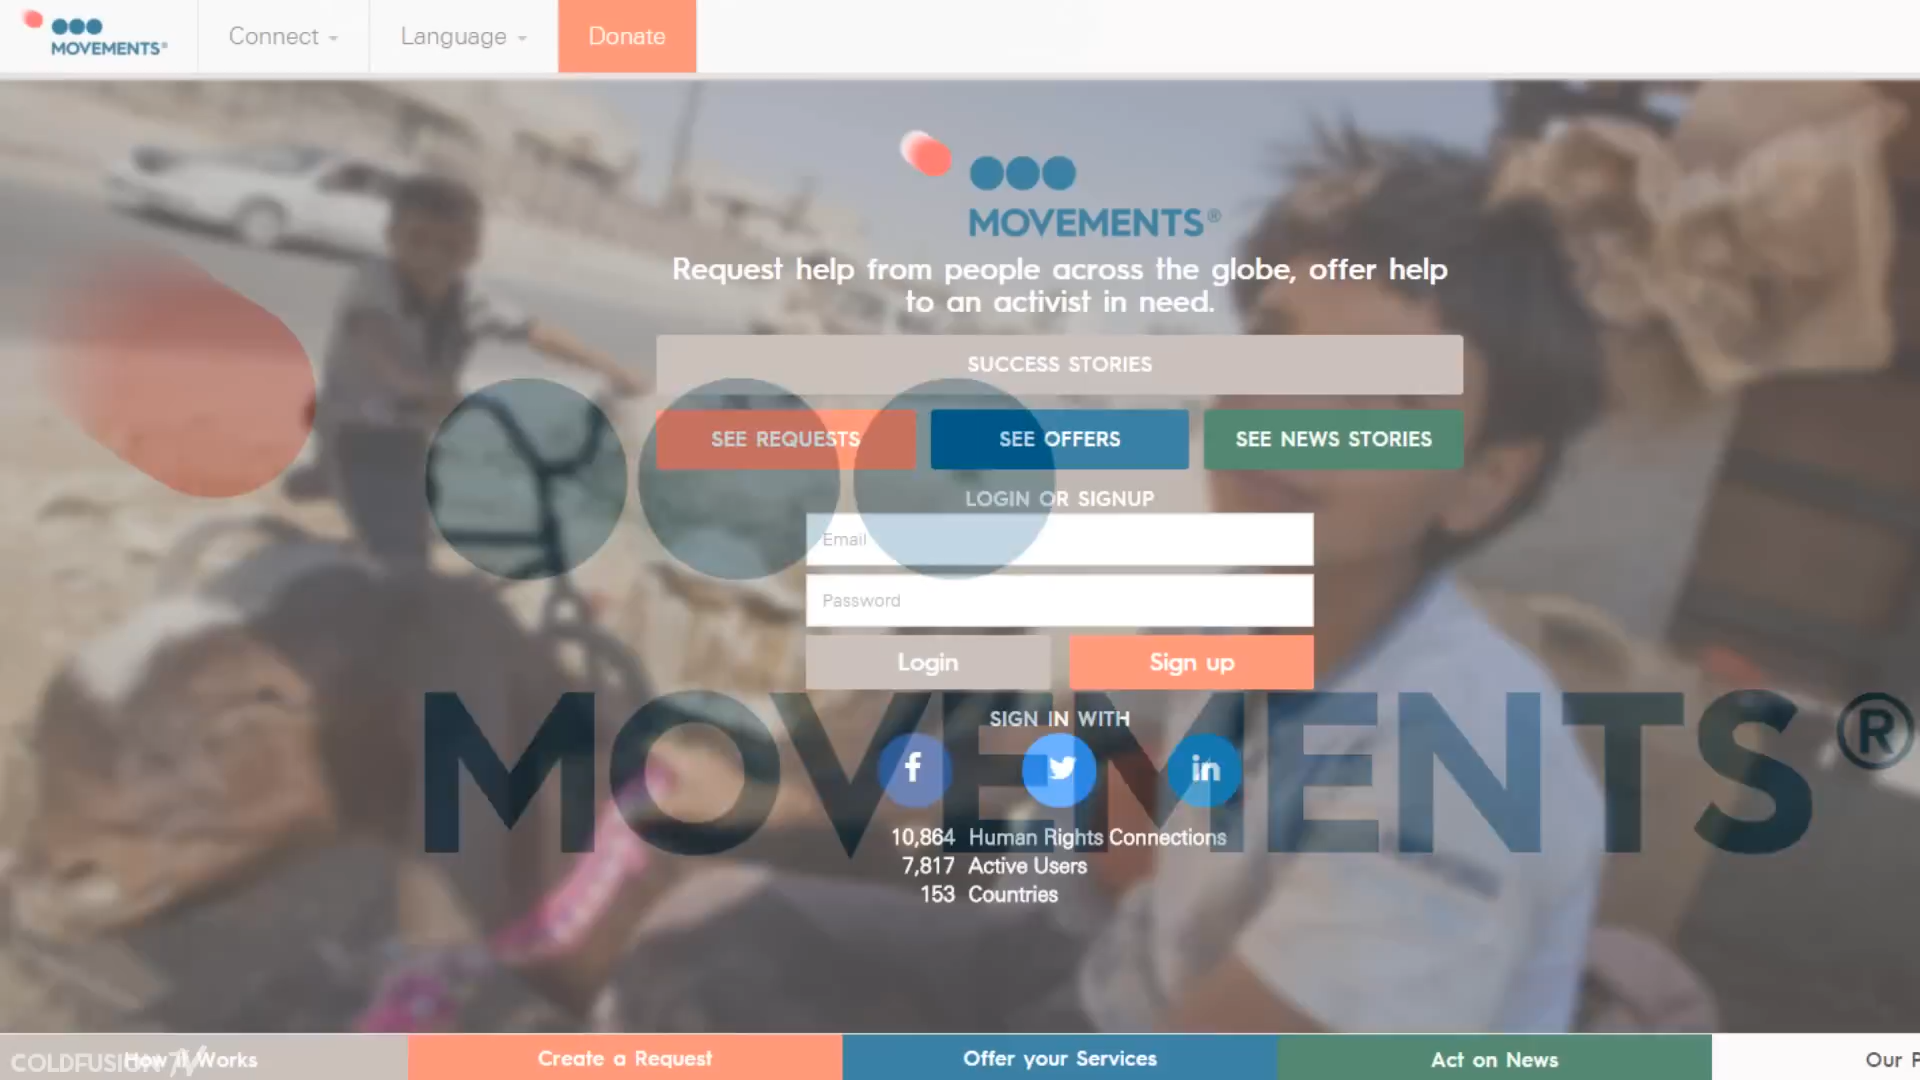 MOVEMENTS®
Connect
Language
Donate
MOVEMENTS®
Request help from people across the globe, offer help
to an activist in need.
SUCCESS STORIES
SEE REQUESTS
SEE OFFERS
SEE NEWS STORIES
LOGIN OR SIGNUP
Email
Password
Login
Sign up
MOVEMENTS®
SIGN IN WITH
f
in
10,864 Human Rights Connections
7,817 Active Users
153 Countries
COLDFUSION TV
How it Works
Create a Request
Offer your Services
Act on News
Our P